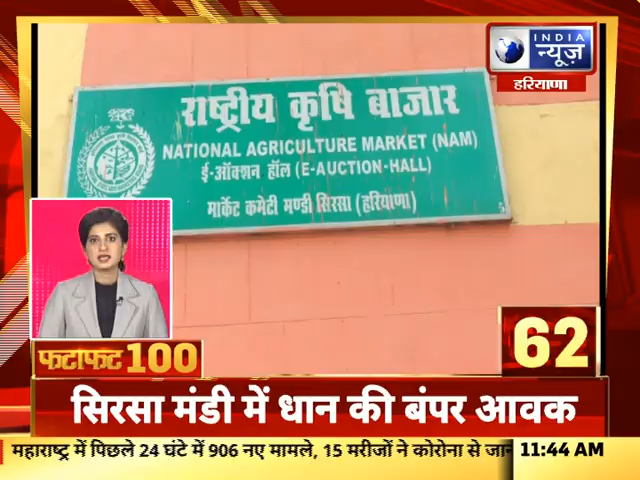 INDIA
न्यूज़
हरियाणा
राष्ट्रीय कृषि बाजार
NATIONAL AGRICULTURE MARKET (NAM)
ई-ऑक्शन हॉल (E-AUCTION-HALL)
मार्केट कमेटी मण्डी सिरसा (हरियाणा)
फटाफट 100
62
सिरसा मंडी में धान की बंपर आवक
महाराष्ट्र में पिछले 24 घंटे में 906 नए मामले, 15 मरीजों ने कोरोना से जान
11:44 AM